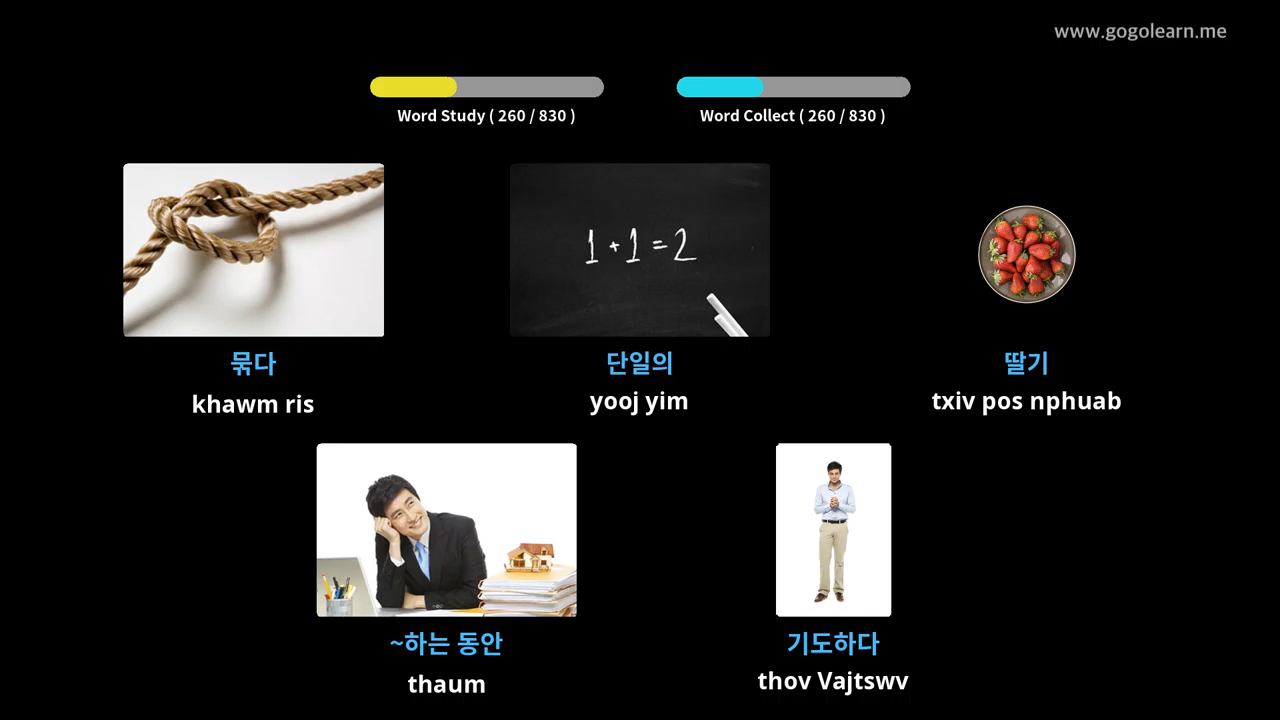 www.gogolearn.me
Word Study ( 260 / 830 )
Word Collect ( 260 / 830 )
1 + 1 = 2
묶다
단일의
딸기
khawm ris
yooj yim
txiv pos nphuab
~하는 동안
기도하다
thaum
thov Vajtswv